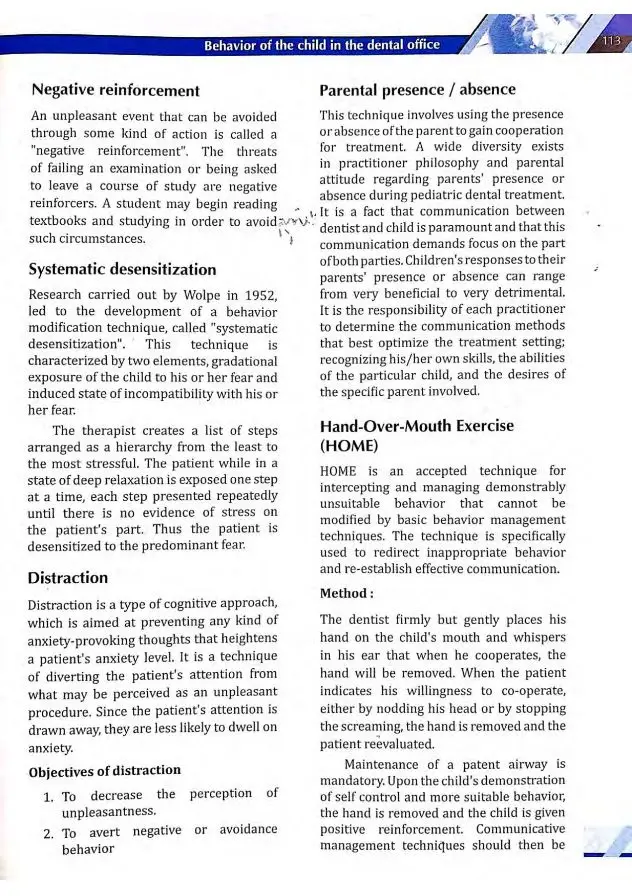 Behavior of the child in the dental office
113
Negative reinforcement
An unpleasant event that can be avoided
through some kind of action is called a
"negative reinforcement". The threats
of failing an examination or being asked
to leave a course of study are negative
reinforcers. A student may begin reading
textbooks and studying in order to avoid
such circumstances.
Systematic desensitization
Research carried out by Wolpe in 1952,
led to the development of a behavior
modification technique, called "systematic
desensitization". This technique is
characterized by two elements, gradational
exposure of the child to his or her fear and
induced state of incompatibility with his or
her fear.
The therapist creates a list of steps
arranged as a hierarchy from the least to
the most stressful. The patient while in a
state of deep relaxation is exposed one step
at a time, each step presented repeatedly
until there is no evidence of stress on
the patient's part. Thus the patient is
desensitized to the predominant fear.
Distraction
Distraction is a type of cognitive approach,
which is aimed at preventing any kind of
anxiety-provoking thoughts that heightens
a patient's anxiety level. It is a technique
of diverting the patient's attention from
what may be perceived as an unpleasant
procedure. Since the patient's attention is
drawn away, they are less likely to dwell on
anxiety.
Objectives of distraction
1. To decrease the perception of
unpleasantness.
2. To avert negative or avoidance
behavior
Parental presence / absence
This technique involves using the presence
or absence of the parent to gain cooperation
for treatment. A wide diversity exists
in practitioner philosophy and parental
attitude regarding parents' presence or
absence during pediatric dental treatment.
It is a fact that communication between
dentist and child is paramount and that this
communication demands focus on the part
of both parties. Children's responses to their
parents' presence or absence can range
from very beneficial to very detrimental.
It is the responsibility of each practitioner
to determine the communication methods
that best optimize the treatment setting;
recognizing his/her own skills, the abilities
of the particular child, and the desires of
the specific parent involved.
Hand-Over-Mouth Exercise
(HOME)
HOME is an accepted technique for
intercepting and managing demonstrably
unsuitable behavior that cannot be
modified by basic behavior management
techniques. The technique is specifically
used to redirect inappropriate behavior
and re-establish effective communication.
Method :
The dentist firmly but gently places his
hand on the child's mouth and whispers
in his ear that when he cooperates, the
hand will be removed. When the patient
indicates his willingness to co-operate,
either by nodding his head or by stopping
the screaming, the hand is removed and the
patient reevaluated.
Maintenance of a patent airway is
mandatory. Upon the child's demonstration
of self control and more suitable behavior,
the hand is removed and the child is given
positive reinforcement. Communicative
management techniques should then be